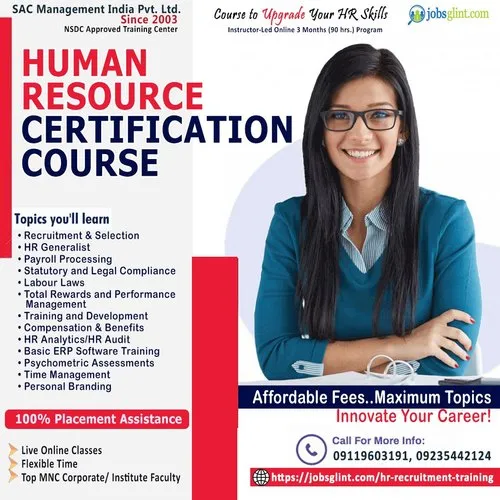 SAC Management India Pvt. Ltd.
Since 2003
NSDC Approved Training Center
Course to Upgrade Your HR Skills
Instructor-Led Online 3 Months (90 hrs.) Program
jobsglint.com
HUMAN
RESOURCE
CERTIFICATION
COURSE
Topics you'll learn
• Recruitment & Selection
• HR Generalist
• Payroll Processing
• Statutory and Legal Compliance
• Labour Laws
• Total Rewards and Performance
Management
• Training and Development
• Compensation & Benefits
• HR Analytics/HR Audit
• Basic ERP Software Training
• Psychometric Assessments
• Time Management
• Personal Branding
100% Placement Assistance
Live Online Classes
Flexible Time
Top MNC Corporate/ Institute Faculty
Affordable Fees..Maximum Topics
Innovate Your Career!
Call For More Info:
09119603191, 09235442124
https://jobsglint.com/hr-recruitment-training